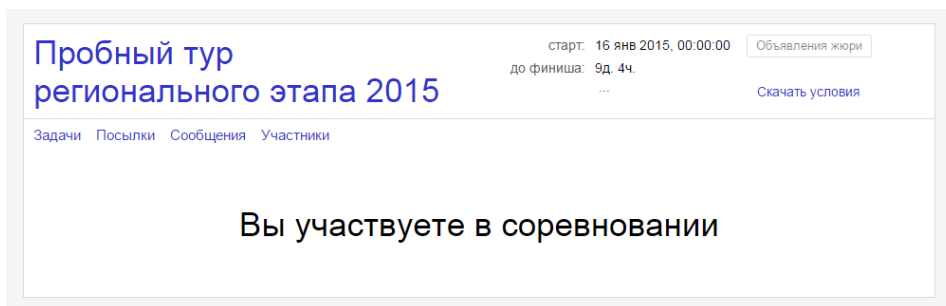 Пробный тур
регионального этапа 2015
старт: 16 янв 2015, 00:00:00
до финиша: 9д. 4ч.
...
Объявления жюри
Скачать условия
Задачи Посылки Сообщения Участники
Вы участвуете в соревновании